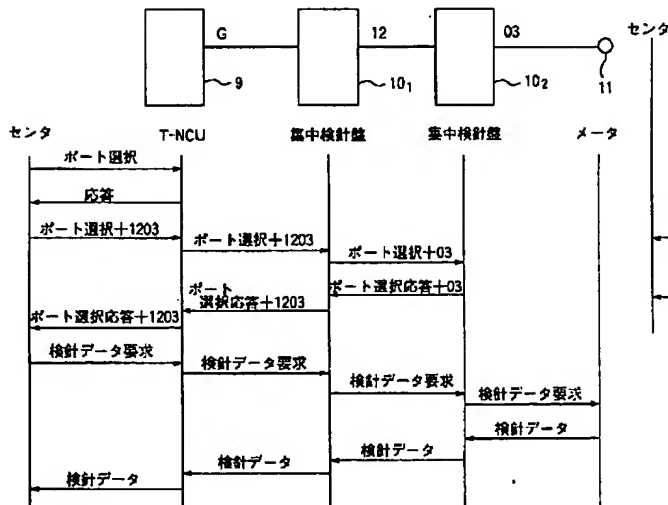 G
12
03
センタ
9
10₁
10₂
11
センタ
T-NCU
集中検針盤
集中検針盤
メータ
ポート選択
応答
ポート選択+1203
ポート選択+1203
ポート選択+03
ポート選択応答+03
ポート
選択応答+1203
ポート選択応答+1203
検針データ要求
検針データ要求
検針データ要求
検針データ要求
検針データ
検針データ
検針データ
検針データ